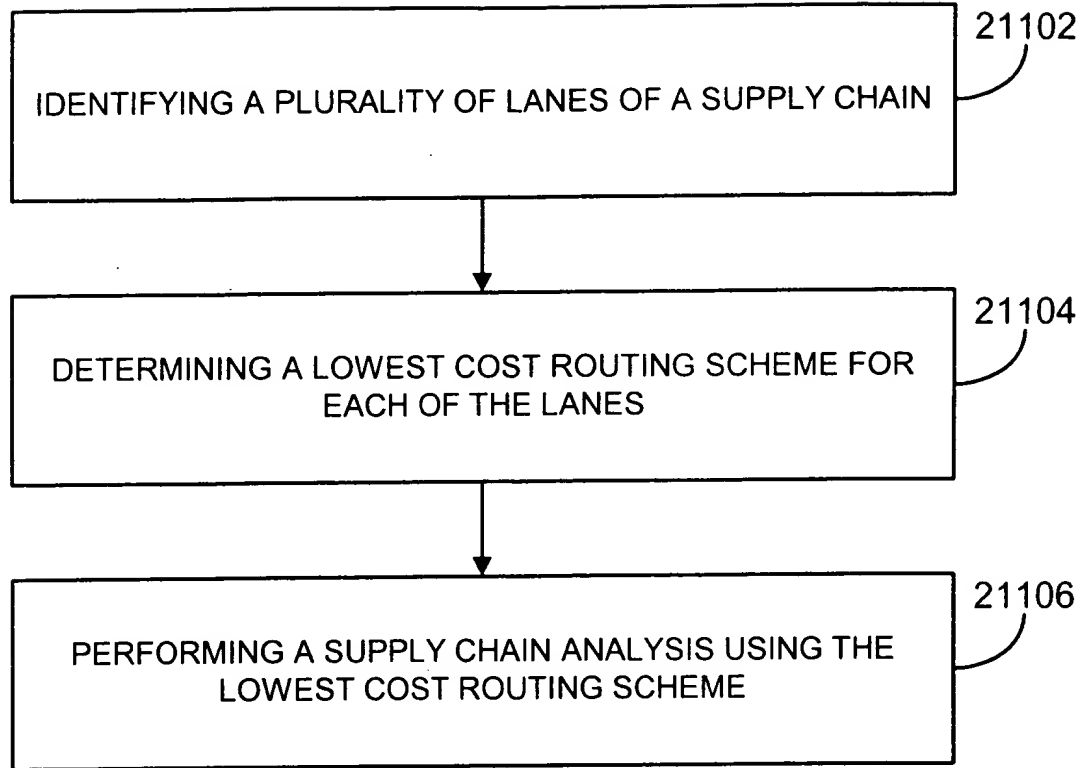 21102
IDENTIFYING A PLURALITY OF LANES OF A SUPPLY CHAIN
21104
DETERMINING A LOWEST COST ROUTING SCHEME FOR
EACH OF THE LANES
21106
PERFORMING A SUPPLY CHAIN ANALYSIS USING THE
LOWEST COST ROUTING SCHEME